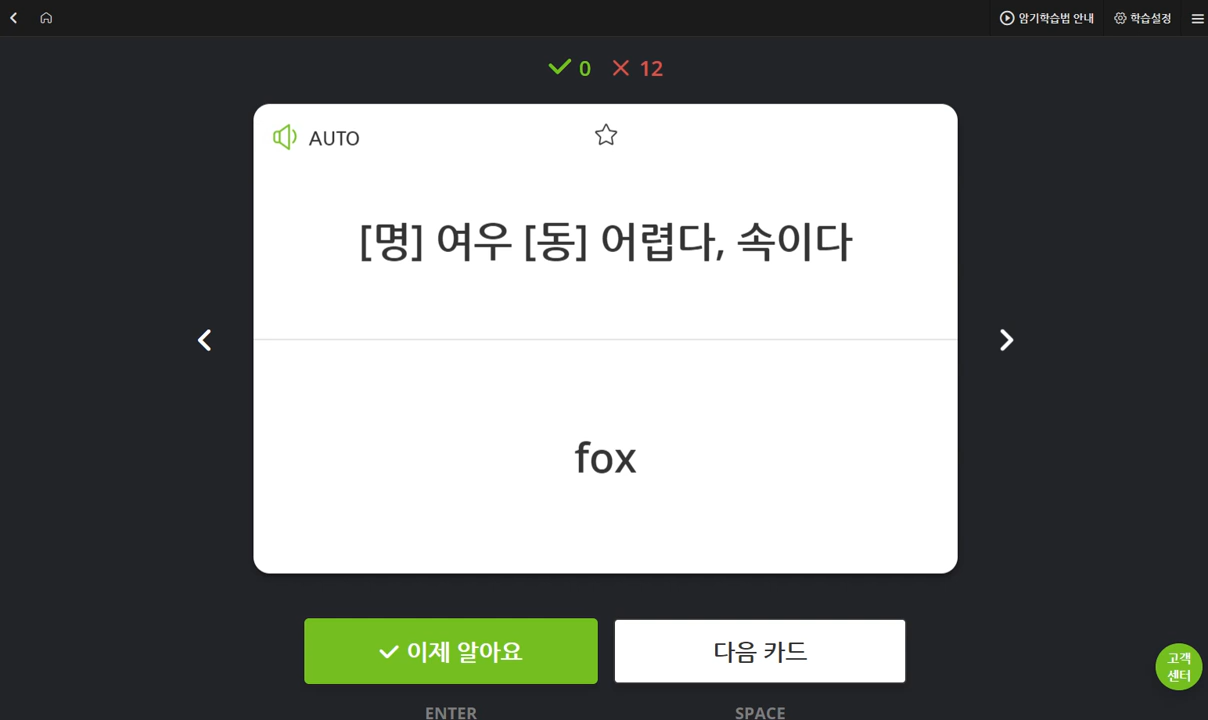 암기학습법 안내 학습설정
0 12
AUTO
[명] 여우 [동] 어렵다, 속이다
fox
이제 알아요 다음 카드
고객
센터
ENTER SPACE